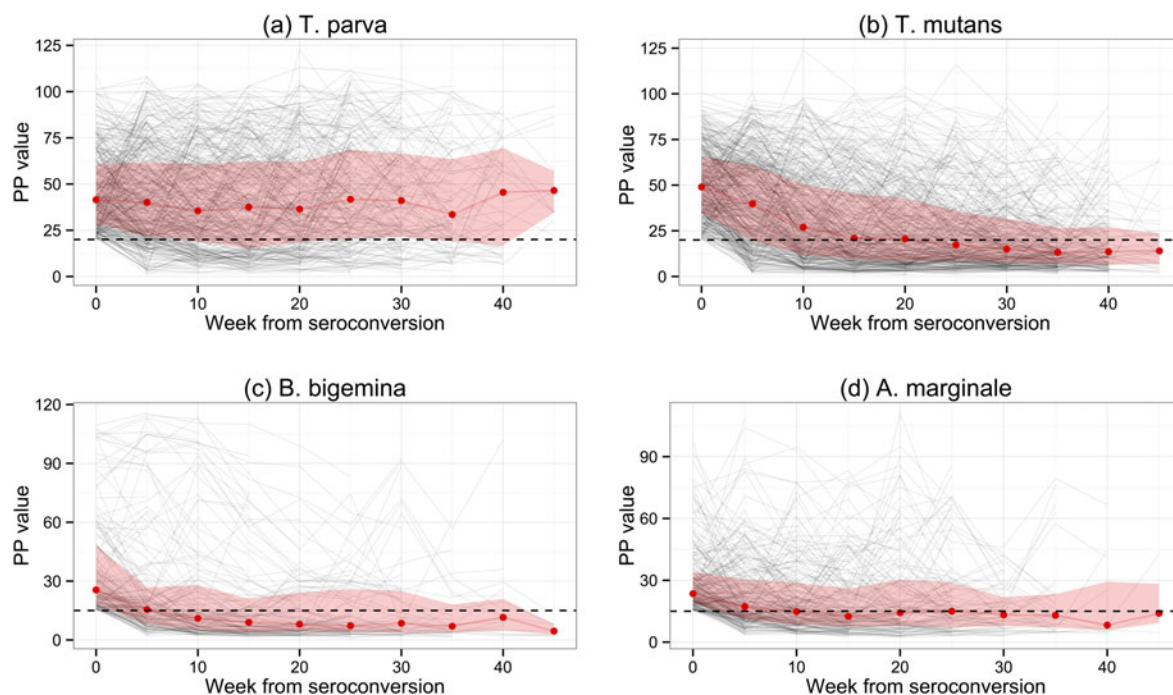 (a) T. parva
125
100
75
50
25
0
PP value
0 10 20 30 40
Week from seroconversion
(b) T. mutans
125
100
75
50
25
0
PP value
0 10 20 30 40
Week from seroconversion
(c) B. bigemina
120
90
60
30
0
PP value
0 10 20 30 40
Week from seroconversion
(d) A. marginale
90
60
30
0
PP value
0 10 20 30 40
Week from seroconversion